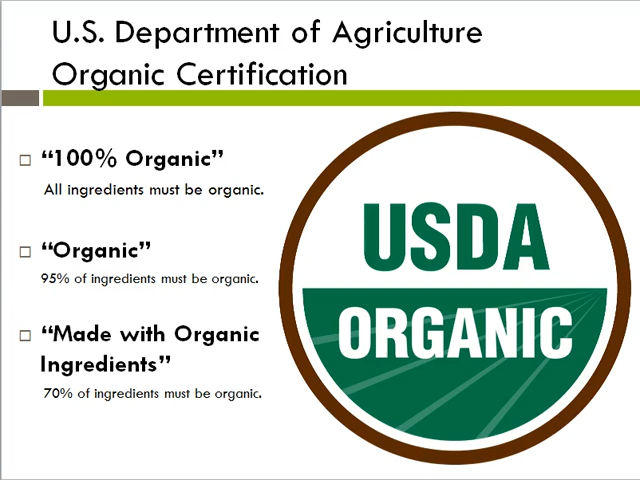 U.S. Department of Agriculture
Organic Certification
“100% Organic”
All ingredients must be organic.
“Organic”
95% of ingredients must be organic.
“Made with Organic
Ingredients”
70% of ingredients must be organic.
USDA
ORGANIC